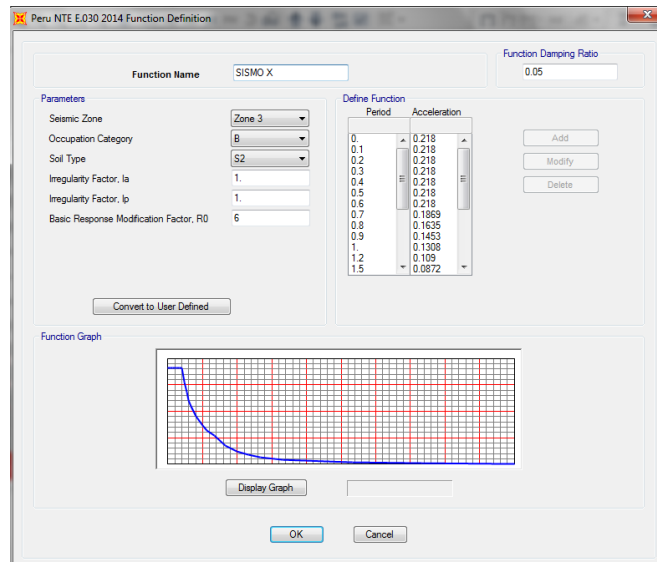 Peru NTE E.030 2014 Function Definition
Function Damping Ratio
Function Name SISMO X 0.05
Parameters
Define Function
Period Acceleration
Seismic Zone Zone 3
Occupation Category B
Soil Type S2
Irregularity Factor, Ia 1.
Irregularity Factor, Ip 1.
Basic Response Modification Factor, R0 6
0. 0.218
0.1 0.218
0.2 0.218
0.3 0.218
0.4 0.218
0.5 0.218
0.6 0.218
0.7 0.1869
0.8 0.1635
0.9 0.1453
1. 0.1308
1.2 0.109
1.5 0.0872
Add
Modify
Delete
Convert to User Defined
Function Graph
Display Graph
OK Cancel